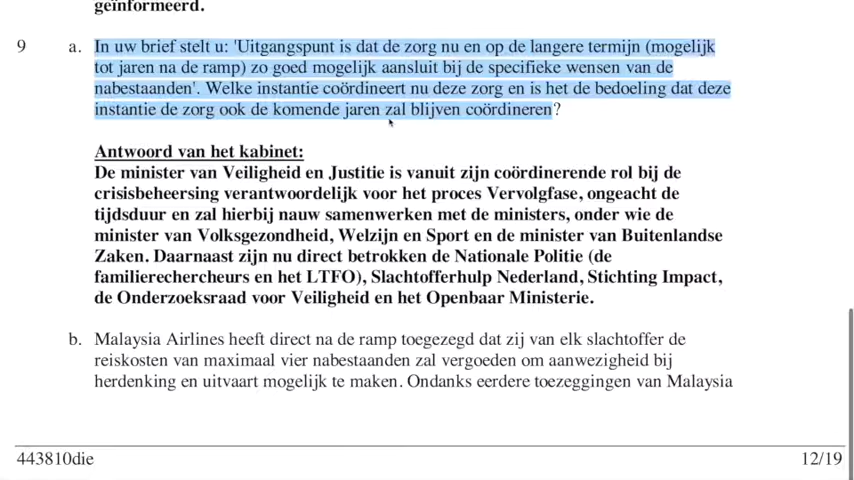 geïnformeerd.
9 a. In uw brief stelt u: 'Uitgangspunt is dat de zorg nu en op de langere termijn (mogelijk
tot jaren na de ramp) zo goed mogelijk aansluit bij de specifieke wensen van de
nabestaanden'. Welke instantie coördineert nu deze zorg en is het de bedoeling dat deze
instantie de zorg ook de komende jaren zal blijven coördineren?
Antwoord van het kabinet:
De minister van Veiligheid en Justitie is vanuit zijn coördinerende rol bij de
crisisbeheersing verantwoordelijk voor het proces Vervolgfase, ongeacht de
tijdsduur en zal hierbij nauw samenwerken met de ministers, onder wie de
minister van Volksgezondheid, Welzijn en Sport en de minister van Buitenlandse
Zaken. Daarnaast zijn nu direct betrokken de Nationale Politie (de
familierechercheurs en het LTFO), Slachtofferhulp Nederland, Stichting Impact,
de Onderzoeksraad voor Veiligheid en het Openbaar Ministerie.
b. Malaysia Airlines heeft direct na de ramp toegezegd dat zij van elk slachtoffer de
reiskosten van maximaal vier nabestaanden zal vergoeden om aanwezigheid bij
herdenking en uitvaart mogelijk te maken. Ondanks eerdere toezeggingen van Malaysia
443810die 12/19